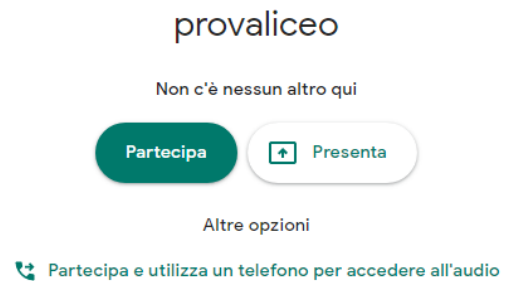 provaliceo
Non c'è nessun altro qui
Partecipa
Presenta
Altre opzioni
Partecipa e utilizza un telefono per accedere all'audio